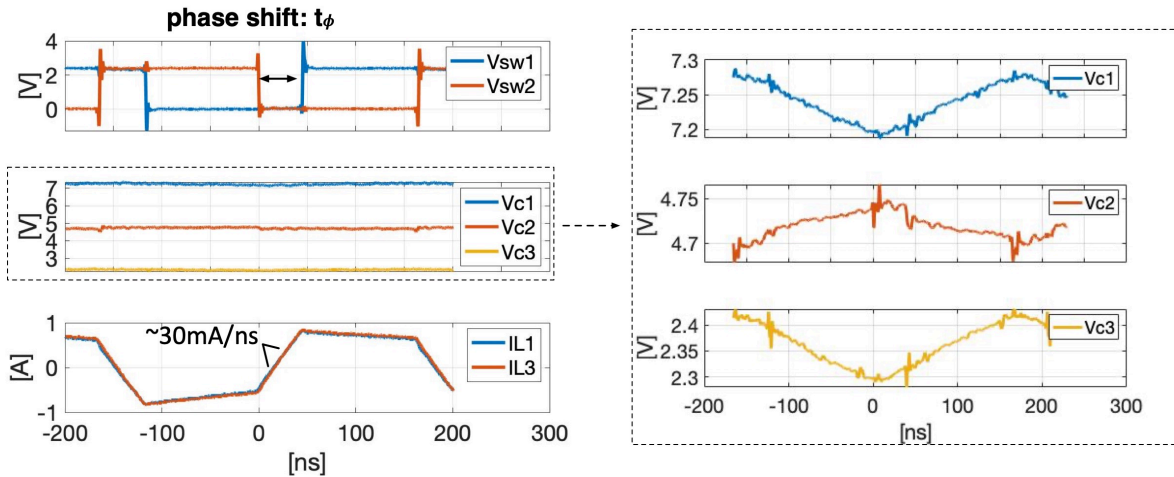 phase shift: tϕ
4
2
0
[V]
Vsw1
Vsw2
7
6
5
4
3
[V]
Vc1
Vc2
Vc3
1
0
-1
[A]
~30mA/ns
IL1
IL3
-200
-100
0
100
200
300
[ns]
7.3
7.25
7.2
[V]
Vc1
4.75
4.7
[V]
Vc2
2.4
2.35
2.3
[V]
Vc3
-200
-100
0
100
200
300
[ns]